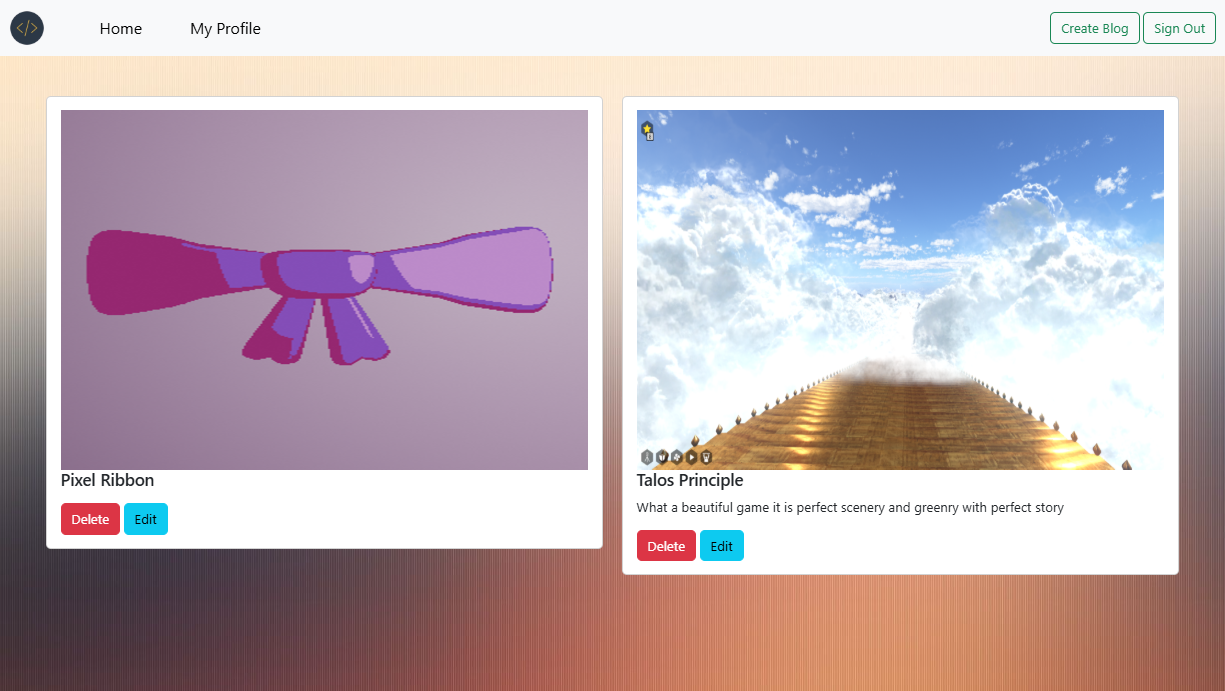 </> Home My Profile Create Blog Sign Out
Pixel Ribbon
Delete Edit
Talos Principle
What a beautiful game it is perfect scenery and greenry with perfect story
Delete Edit